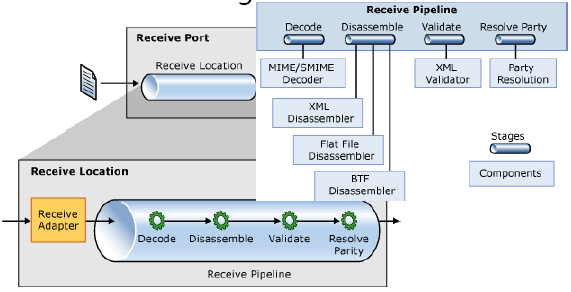 g
Receive Pipeline
Decode
Disassemble
Validate
Resolve Party
MIME/SMIME
Decoder
XML
Validator
Party
Resolution
XML
Disassembler
Flat File
Disassembler
BTF
Disassembler
Stages
Components
Receive Port
Receive Location
Receive Location
Receive
Adapter
Decode
Disassemble
Validate
Resolve
Parity
Receive Pipeline